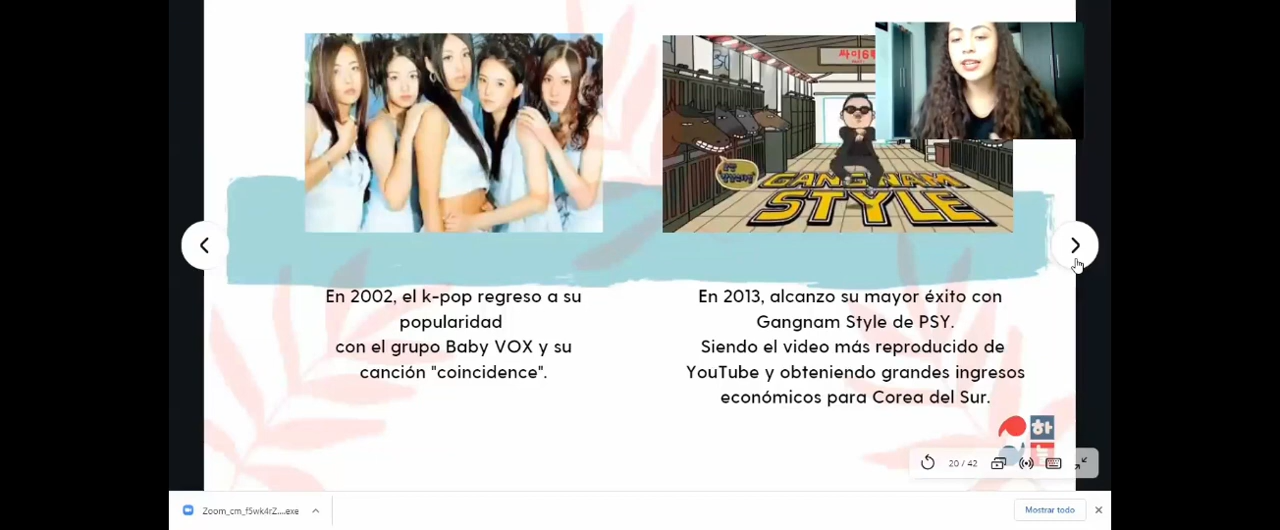 싸이6
GANGNAM
STYLE
En 2002, el k-pop regreso a su
popularidad
con el grupo Baby VOX y su
canción "coincidence".
En 2013, alcanzo su mayor éxito con
Gangnam Style de PSY.
Siendo el video más reproducido de
YouTube y obteniendo grandes ingresos
económicos para Corea del Sur.
하
20 / 42
Zoom_cm_f5wk4rZ....exe
Mostrar todo